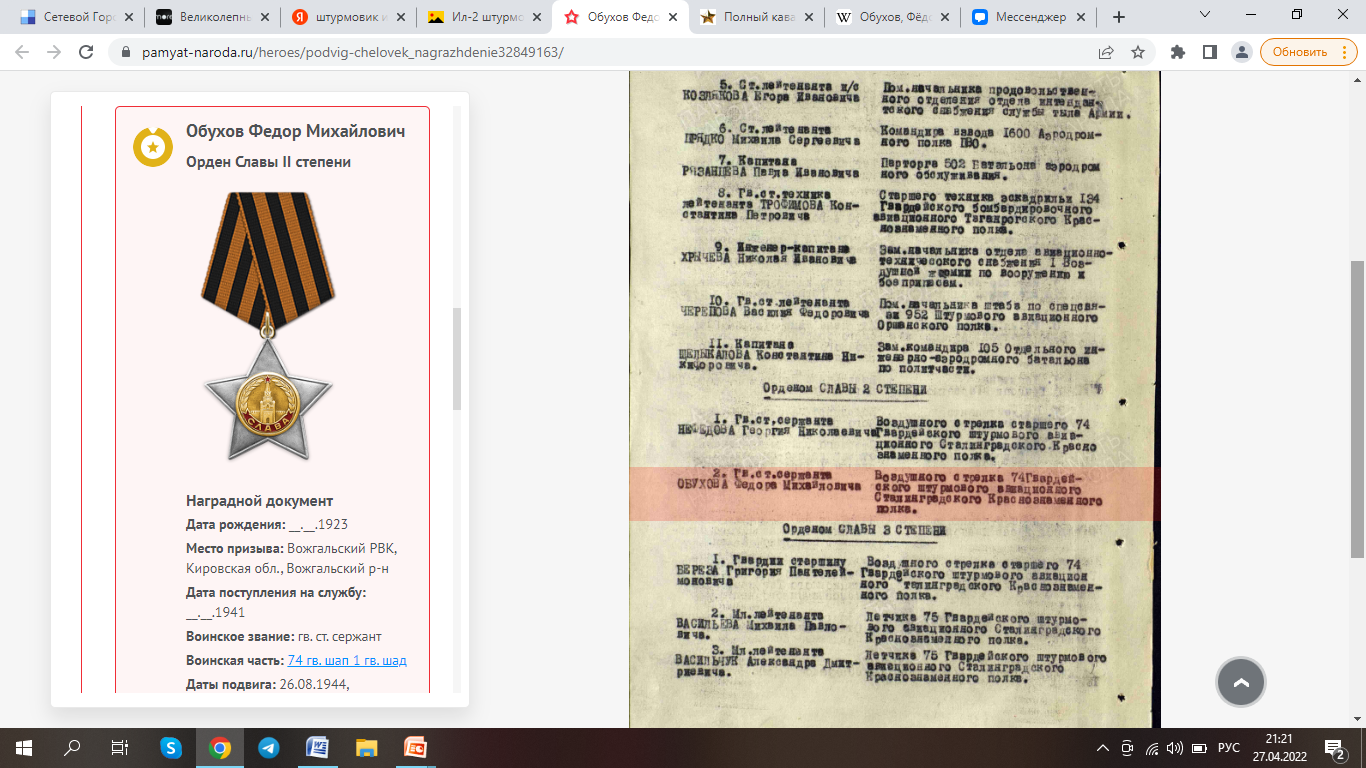 Сетевой Горо
Великолепны
штурмовик и
Ил-2 штурмо
Обухов Федо
Полный кава
Обухов, Фёдо
Мессенджер
pamyat-naroda.ru/heroes/podvig-chelovek_nagrazhdenie32849163/
Обновить
Обухов Федор Михайлович
Орден Славы II степени
СЛАВА
Наградной документ
Дата рождения: __.__.1923
Место призыва: Вожгальский РВК,
Кировская обл., Вожгальский р-н
Дата поступления на службу:
__.__.1941
Воинское звание: гв. ст. сержант
Воинская часть: 74 гв. шап 1 гв. шад
Даты подвига: 26.08.1944,
5. Ст.лейтенанта и/с Пом.начальника продовольствен-
КОЗЛЯКОВА Егора Ивановича ного отделения отдела интендан-
тского снабжения службы тыла Армии.
6. Ст.лейтенанта Командира взвода 1600 Аэродром-
ПРЯДКО Михаила Сергеевича ного полка ПВО.
7. Капитана Парторга 502 Батальона аэродром
РЯЗАНЦЕВА Павла Ивановича ного обслуживания.
8. Гв.ст.техника Старшего техника эскадрильи 134
лейтенанта ТРОФИМОВА Кон- Гвардейского бомбардировочного
стантина Петровича авиационного Таганрогского Крас-
нознаменного полка.
9. Инженер-капитана Зам.начальника отдела авиационно-
ХРЫЧЕВА Николая Ивановича технического снабжения I Воз-
душной армии по вооружению и
боеприпасам.
10. Гв.ст.лейтенанта Пом.начальника штаба по спецсвя-
ЧЕРЕПОВА Василия Федоровича зи 952 Штурмового авиационного
Оршанского полка.
11. Капитана Зам.командира 105 Отдельного ин-
ЩЕЛЫКАЛОВА Константина Ни- женерно-аэродромного батальона
кифоровича. по политчасти.
Орденом СЛАВЫ 2 СТЕПЕНИ
1. Гв.ст.сержанта Воздушного стрелка старшего 74
НЕФЕДОВА Георгия Николаевича Гвардейского штурмового авиа-
ционного Сталинградского Красно
знаменного полка.
2. Гв.ст.сержанта Воздушного стрелка 74Гвардей-
ОБУХОВА Федора Михайловича ского штурмового авиационного
Сталинградского Краснознаменного
полка.
Орденом СЛАВЫ 3 СТЕПЕНИ
1. Гвардии старшину Воздушного стрелка старшего 74
БЕРЕЗА Григория Пантелей- Гвардейского штурмового авиацион
моновича ного талинградского Краснознамен-
ного полка.
2. Мл.лейтенанта Летчика 75 Гвардейского штурмо-
ВАСИЛЬЕВА Михаила Павло- вого авиационного Сталинградского
вича. Краснознаменного полка.
3. Мл.лейтенанта Летчика 75 Гвардейского штурмового
ВАСИЛЬЧУК Александра Дмит- авиационного Сталинградского
риевича. Краснознаменного полка.
РУС
21:21
27.04.2022
2